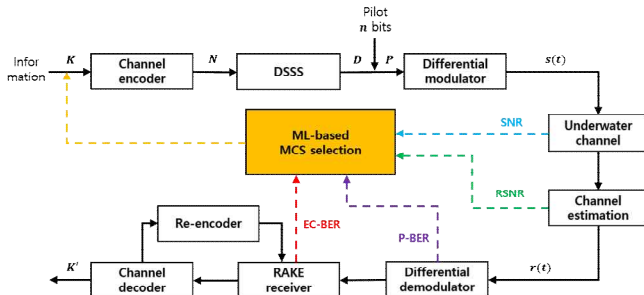 Pilot
n bits
Infor
mation
K
Channel
encoder
N
DSSS
D
P
Differential
modulator
s(t)
ML-based
MCS selection
SNR
Underwater
channel
RSNR
Channel
estimation
Re-encoder
EC-BER
P-BER
K'
Channel
decoder
RAKE
receiver
Differential
demodulator
r(t)